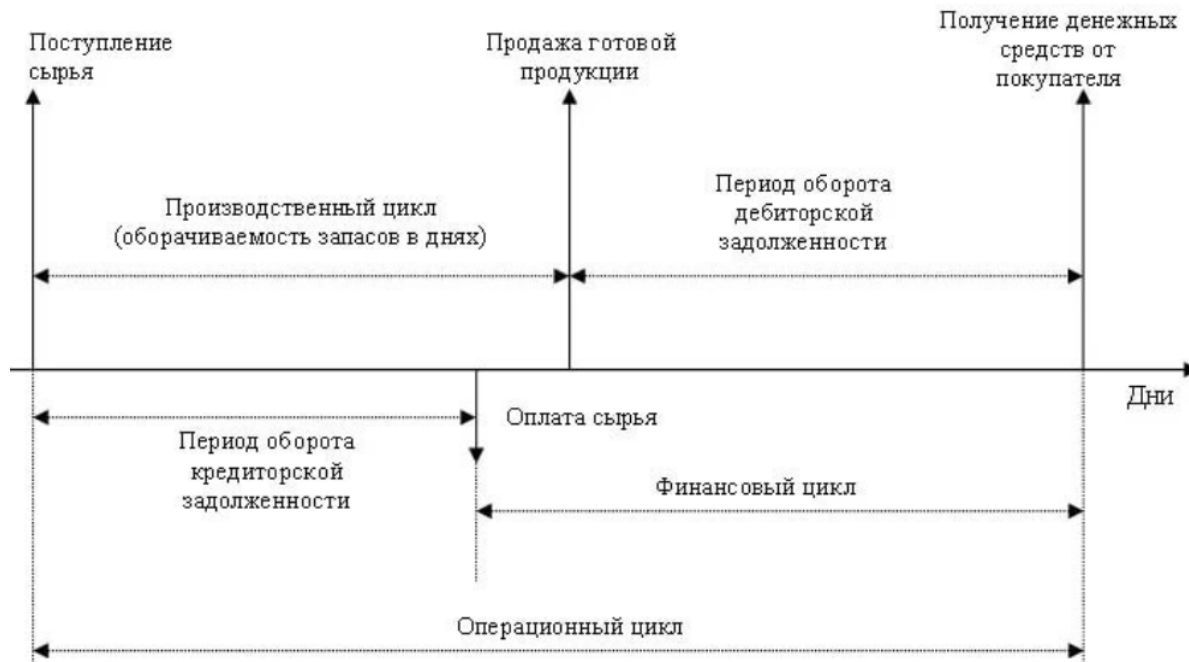 Поступление
сырья
Продажа готовой
продукции
Получение денежных
средств от
покупателя
Производственный цикл
(оборачиваемость запасов в днях)
Период оборота
дебиторской
задолженности
Дни
Оплата сырья
Период оборота
кредиторской
задолженности
Финансовый цикл
Операционный цикл